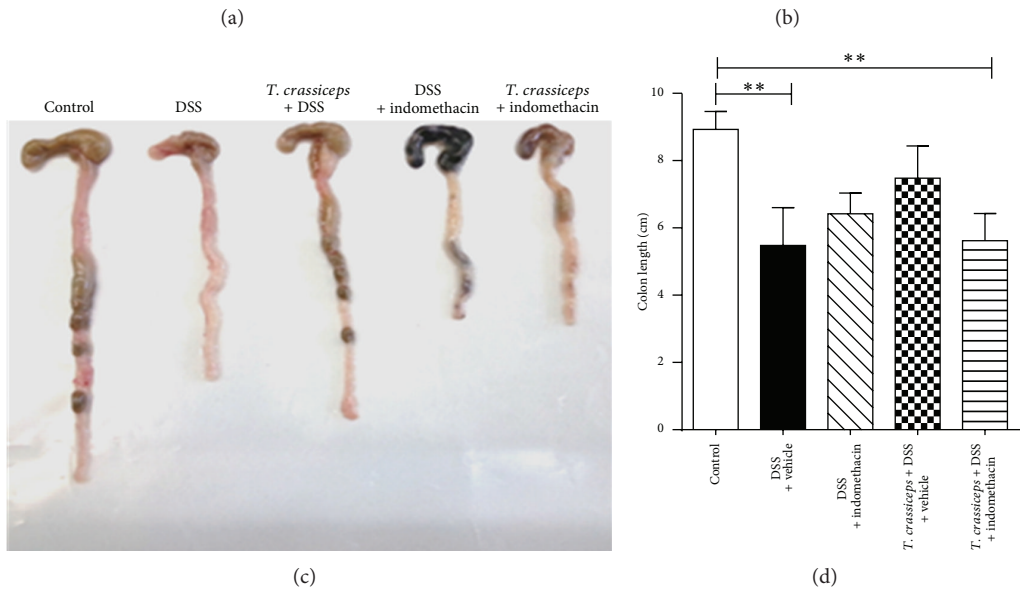 (a)
(b)
Control
DSS
T. crassiceps
+ DSS
DSS
+ indomethacin
T. crassiceps
+ indomethacin
**
**
10
8
6
4
2
0
Colon length (cm)
Control
DSS
+ vehicle
DSS
+ indomethacin
T. crassiceps + DSS
+ vehicle
T. crassiceps + DSS
+ indomethacin
(c)
(d)